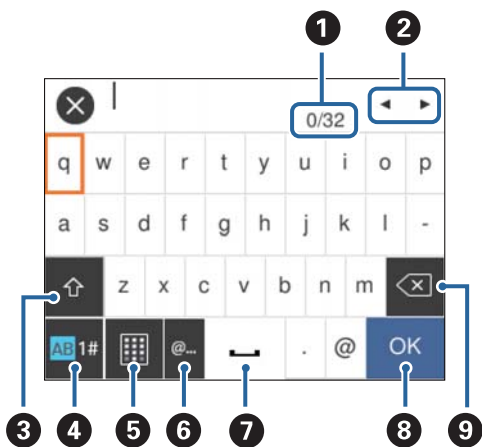 1 2
0/32 ◄ ►
q w e r t y u i o p
a s d f g h j k l -
z x c v b n m
AB 1# @... . @ OK
3 4 5 6 7 8 9